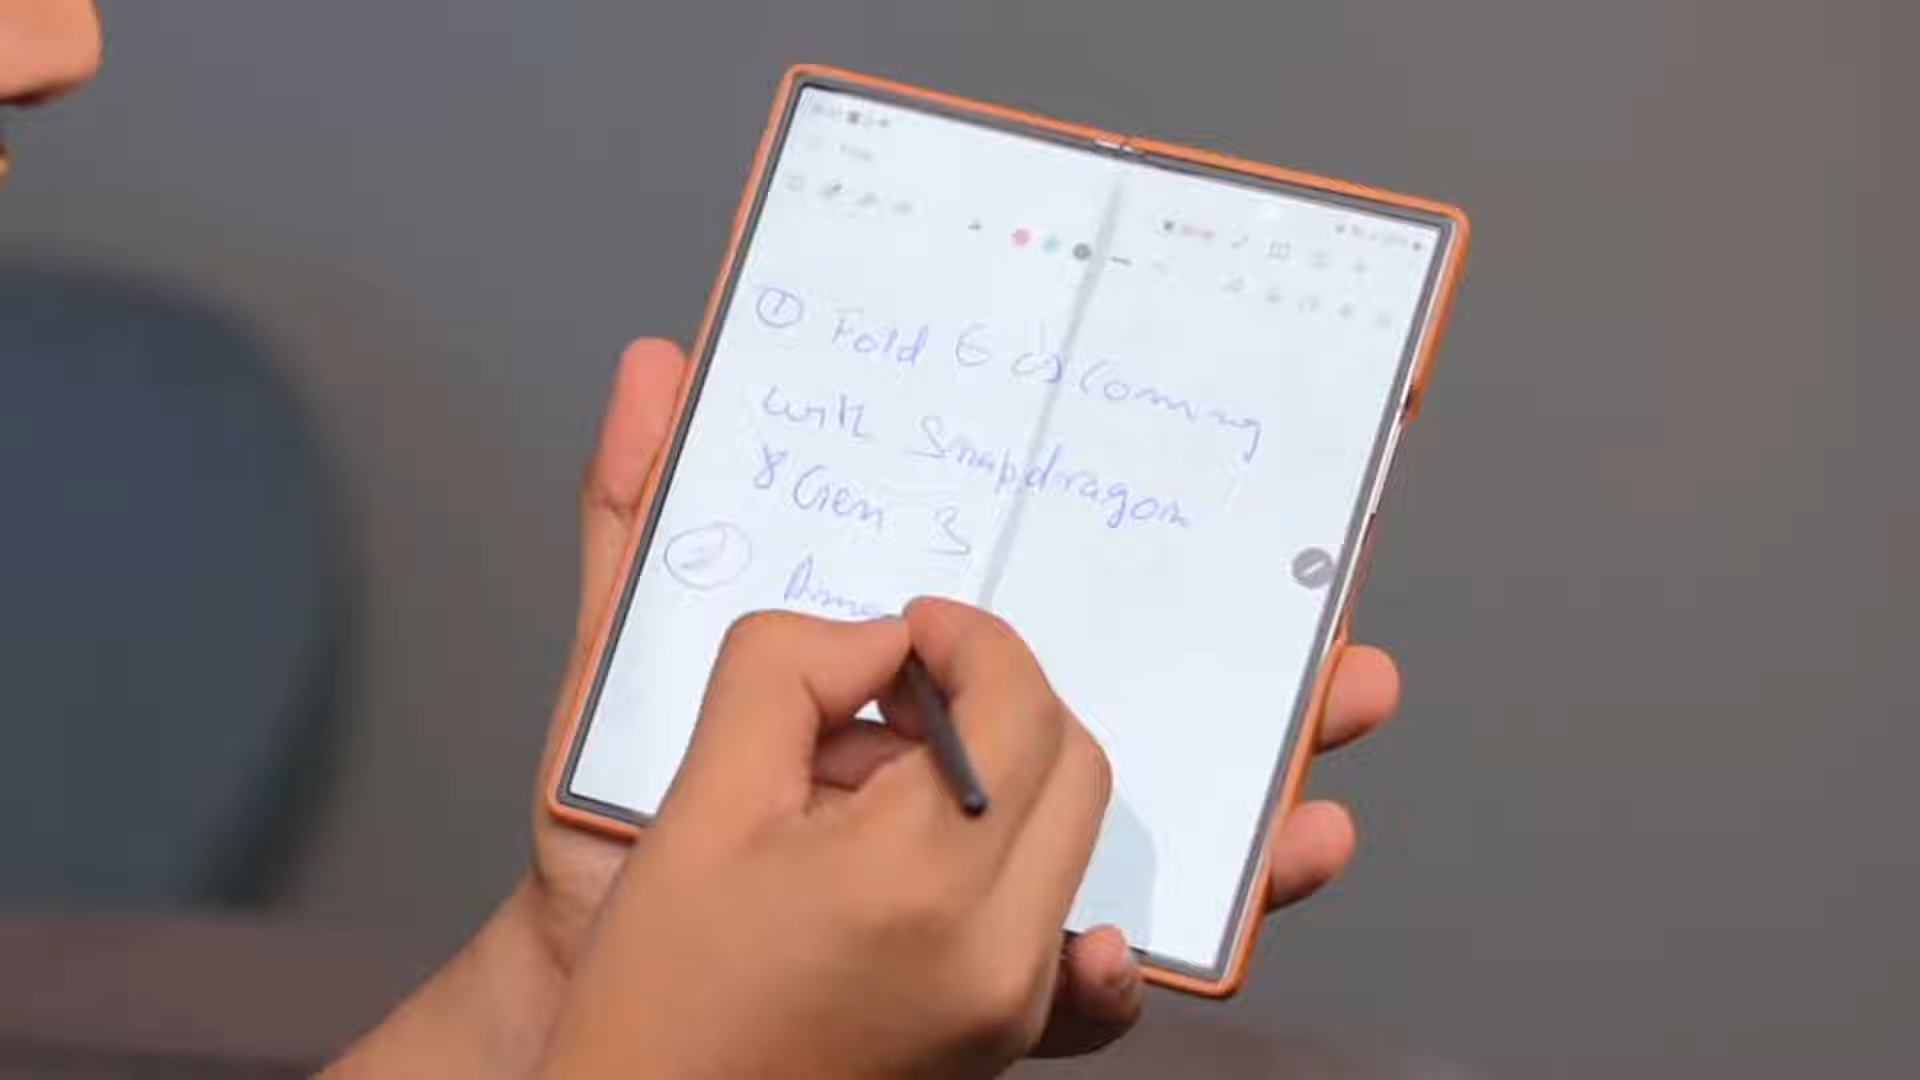 ① Fold 6 is Coming
with Snapdragon
8 Gen 3
②